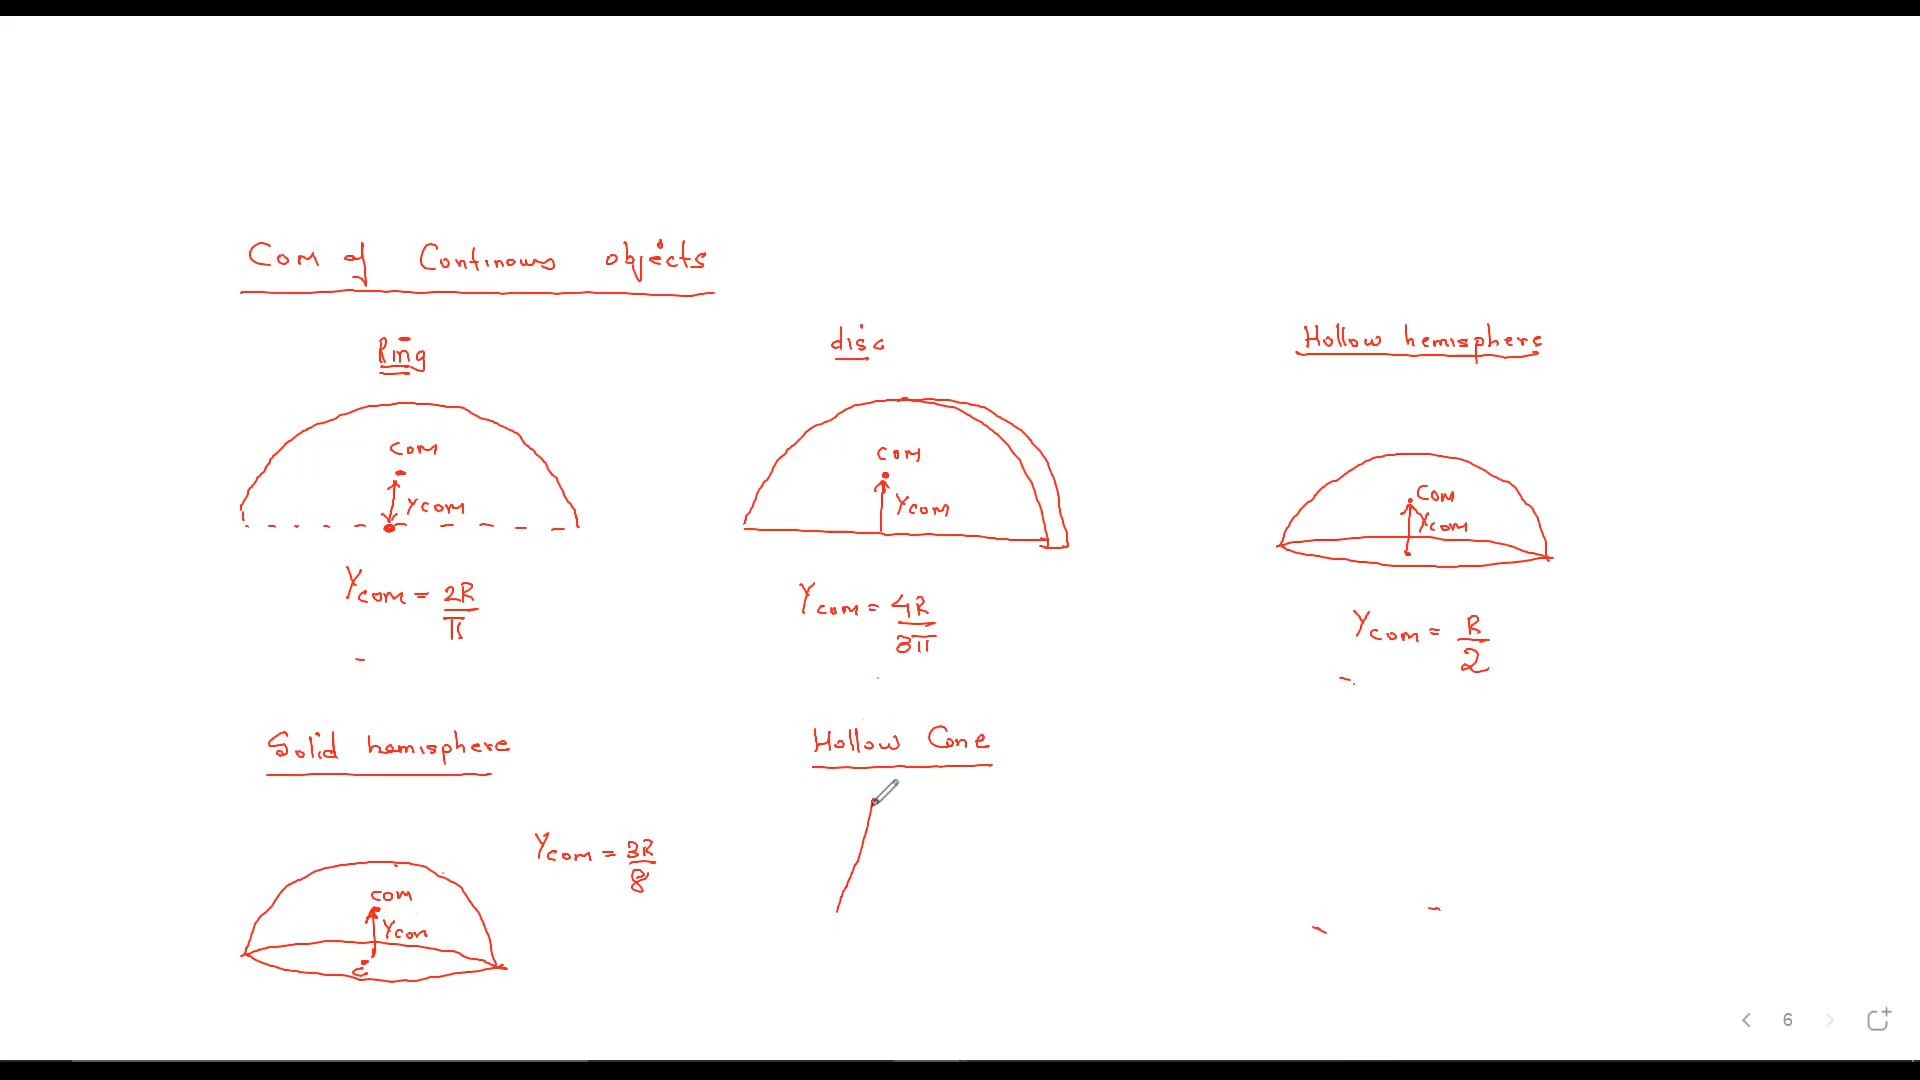 Com of Continous objects
Ring
disc
Hollow hemisphere
COM
YCOM
COM
YCOM
COM
Ycom
Ycom = 2R/π
Ycom = 4R/3π
Ycom = R/2
Solid hemisphere
Hollow Cone
Ycom = 3R/8
COM
Ycom
C
6